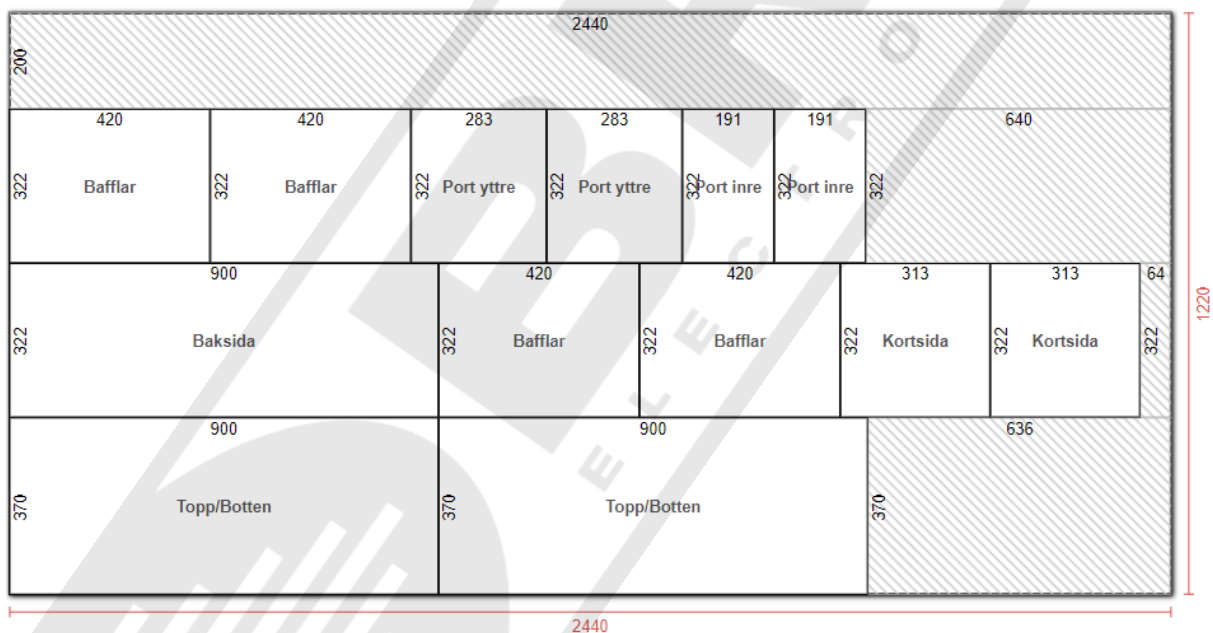 2440
200
420 420 283 283 191 191 640
322 Bafflar 322 Bafflar 322 Port yttre 322 Port yttre 322 Port inre 322 Port inre 322
900 420 420 313 313 64
322 Baksida 322 Bafflar 322 Bafflar 322 Kortsida 322 Kortsida 322
1220
900 900 636
370 Topp/Botten 370 Topp/Botten 370
2440
ELECTRO